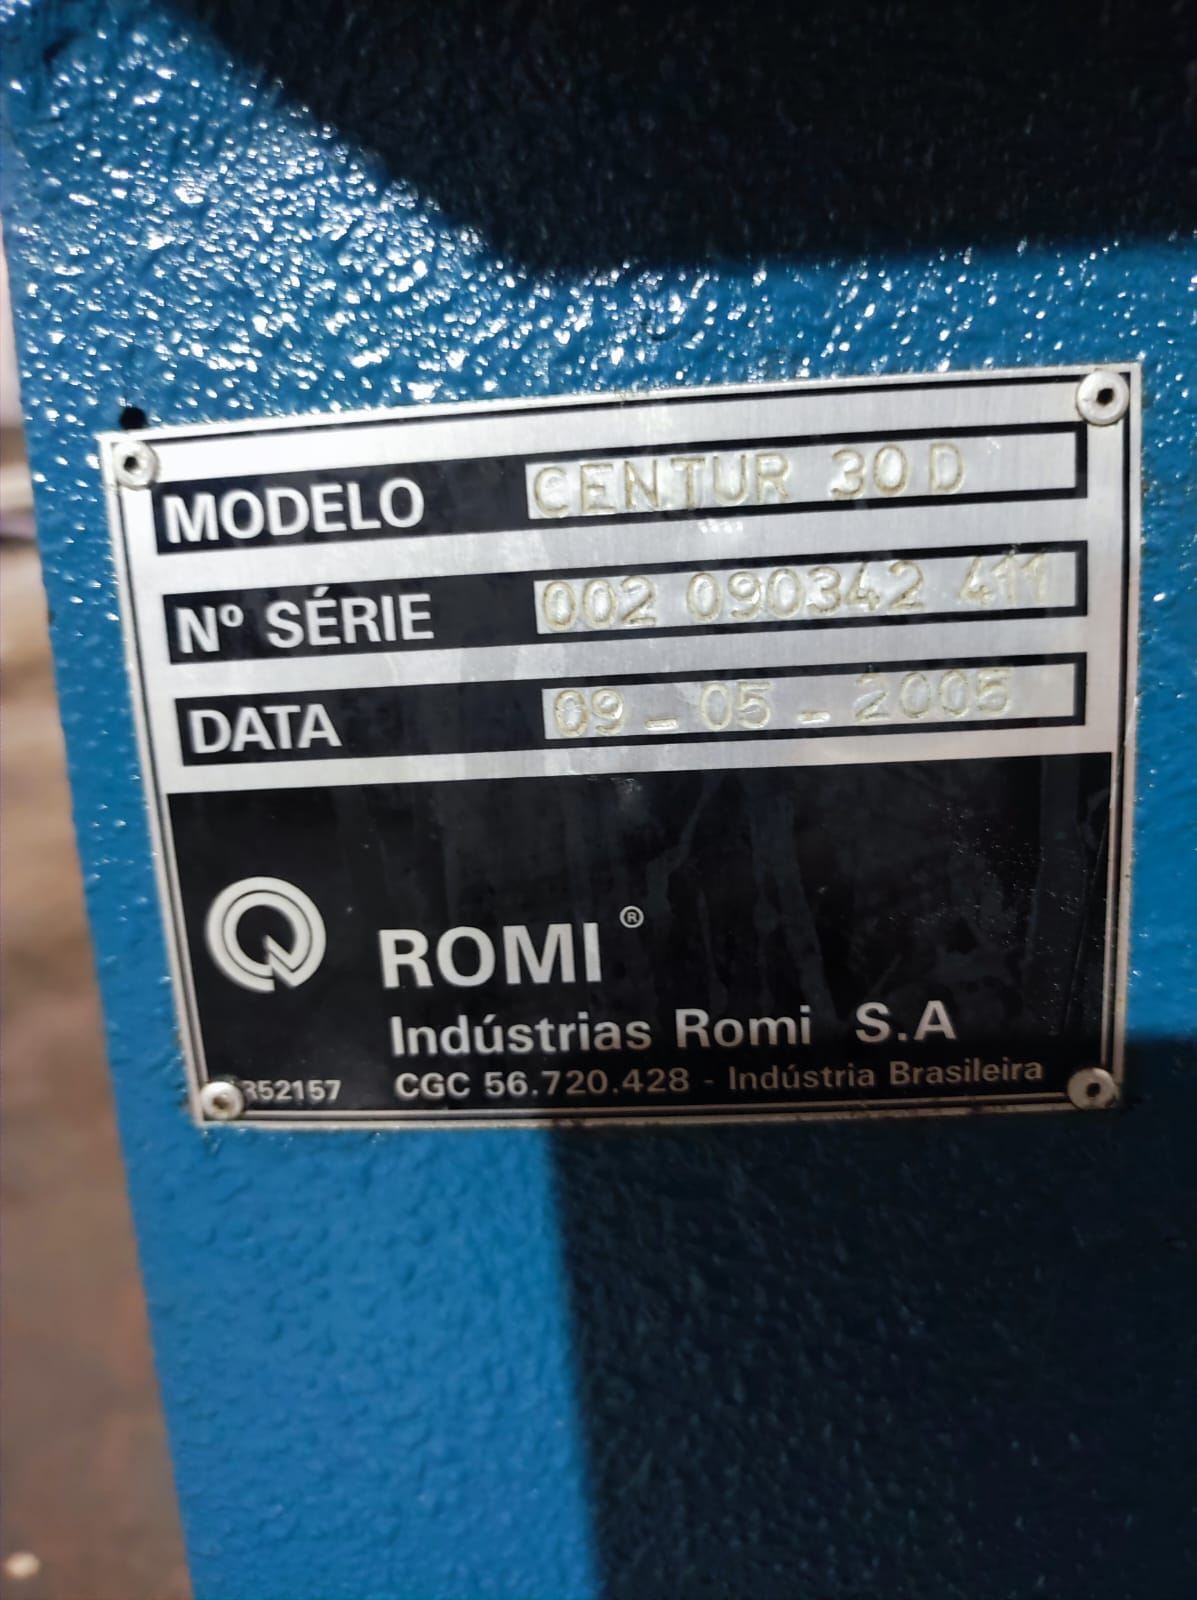 MODELO CENTUR 30 D
Nº SÉRIE 002 090342 411
DATA 09 - 05 - 2005
ROMI ®
Indústrias Romi S.A
R52157 CGC 56.720.428 - Indústria Brasileira